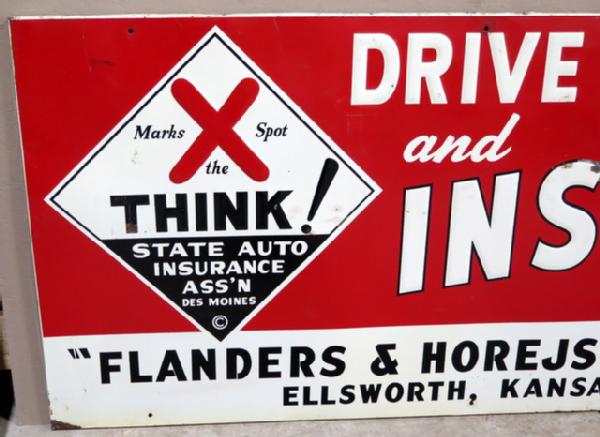 X
Marks Spot
the
THINK!
STATE AUTO
INSURANCE
ASS'N
DES MOINES
©
DRIVE
and
INS
"FLANDERS & HOREJS
ELLSWORTH, KANSA